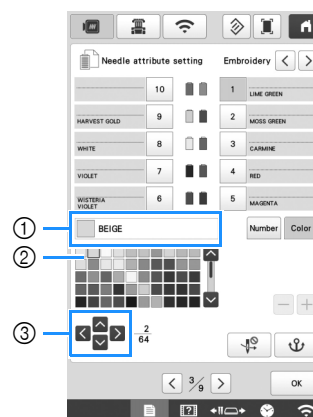 Needle attribute setting
Embroidery
10
1
LIME GREEN
HARVEST GOLD
9
2
MOSS GREEN
WHITE
8
3
CARMINE
VIOLET
7
4
RED
WISTERIA
VIOLET
6
5
MAGENTA
① BEIGE
Number
Color
②
③
2
64
3/9
OK